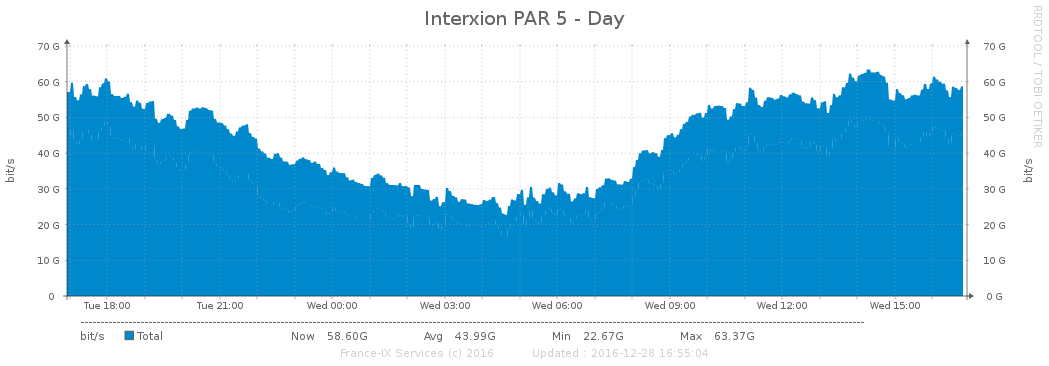 Interxion PAR 5 - Day
RRDTOOL / TOBI OETIKER
bit/s
70 G 70 G
60 G 60 G
50 G 50 G
40 G 40 G
30 G 30 G
20 G 20 G
10 G 10 G
0 0 G
bit/s
Tue 18:00 Tue 21:00 Wed 00:00 Wed 03:00 Wed 06:00 Wed 09:00 Wed 12:00 Wed 15:00
bit/s Total Now 58.60G Avg 43.99G Min 22.67G Max 63.37G
France-IX Services (c) 2016 Updated : 2016-12-28 16:55:04